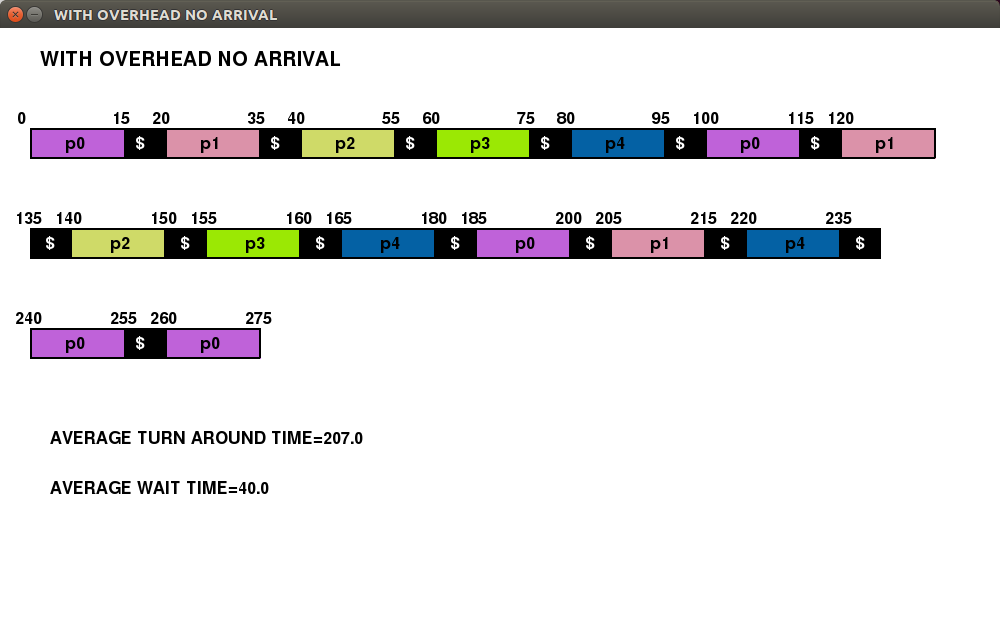 WITH OVERHEAD NO ARRIVAL
WITH OVERHEAD NO ARRIVAL
0 15 20 35 40 55 60 75 80 95 100 115 120
p0 $ p1 $ p2 $ p3 $ p4 $ p0 $ p1
135 140 150 155 160 165 180 185 200 205 215 220 235
$ p2 $ p3 $ p4 $ p0 $ p1 $ p4 $
240 255 260 275
p0 $ p0
AVERAGE TURN AROUND TIME=207.0
AVERAGE WAIT TIME=40.0